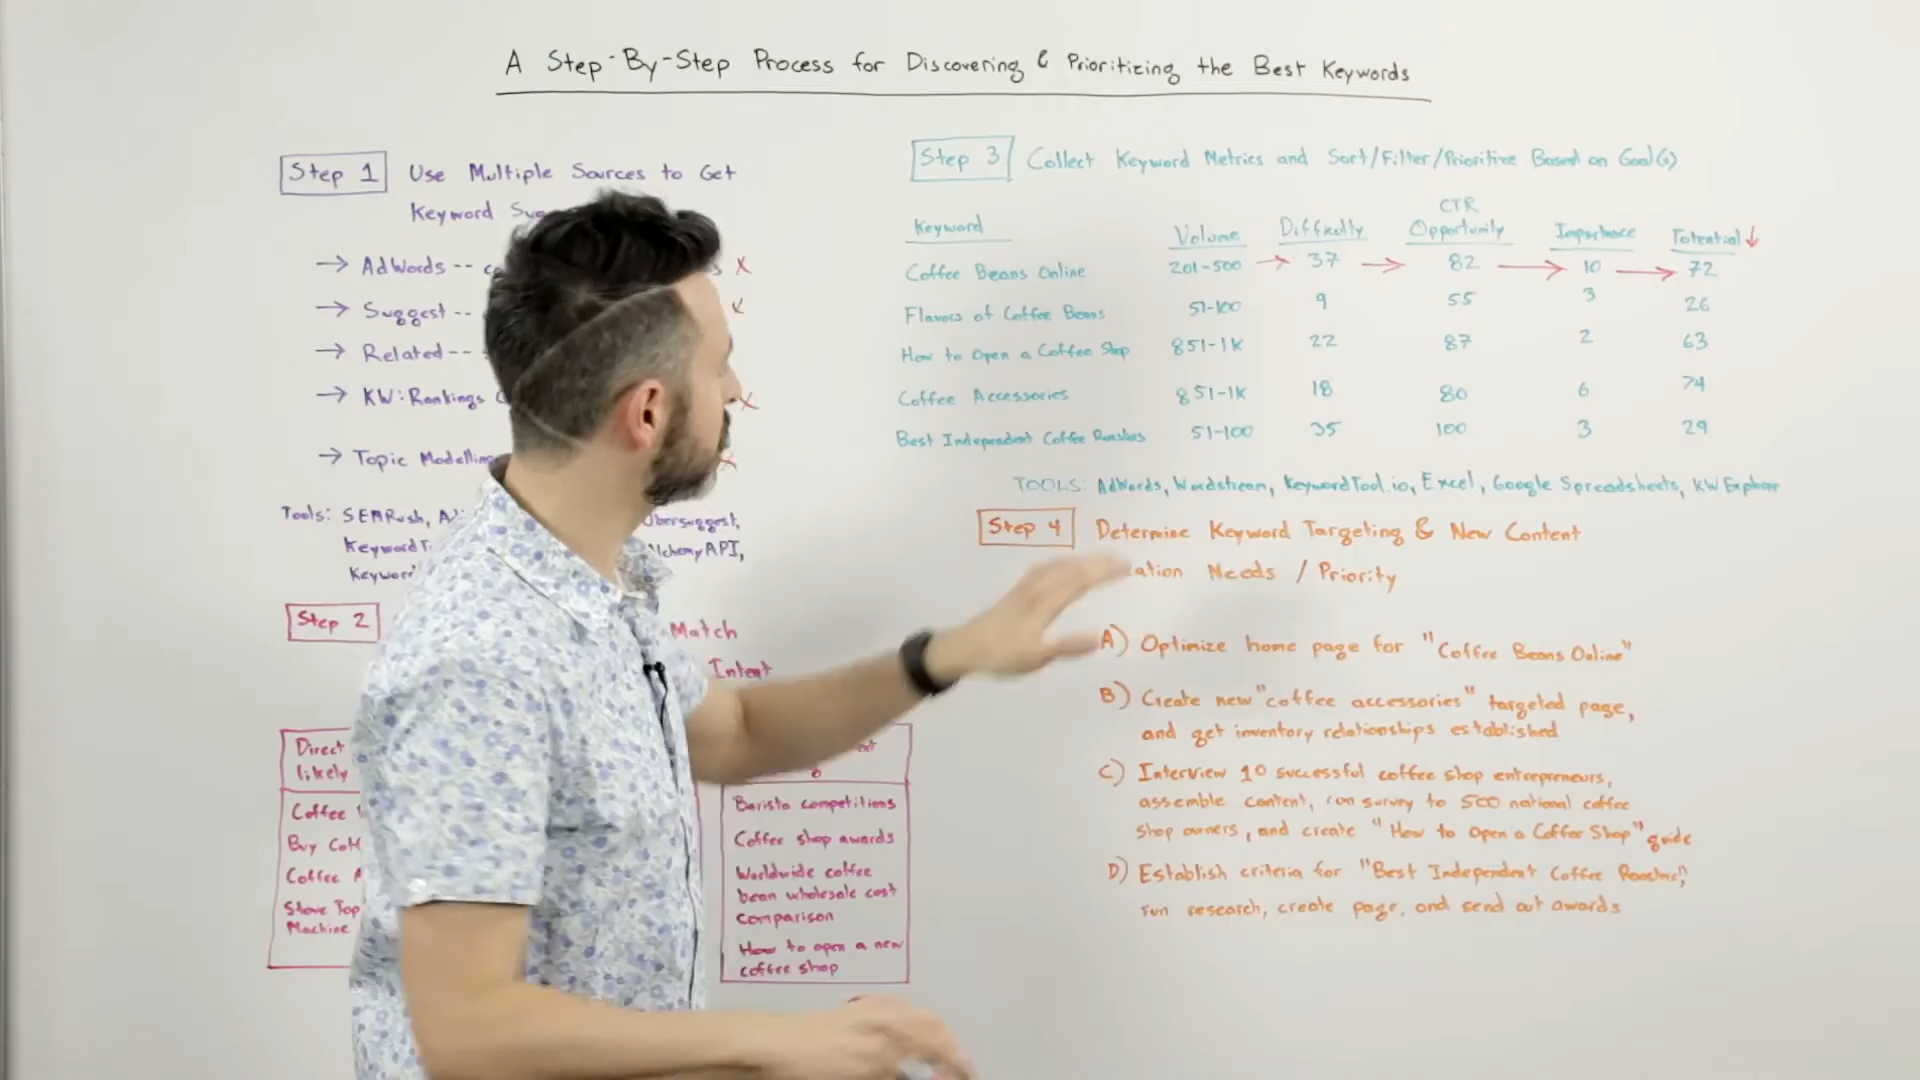 A Step-By-Step Process for Discovering & Prioritizing the Best Keywords
Step 1 Use Multiple Sources to Get
Keyword
→ AdWords --
→ Suggest --
→ Related --
→ KW: Rankings
→ Topic Modelling
Tools: SEMRush, Ubersuggest,
KeywordT AlchemyAPI,
Keyword
Step 2 Match
Intent
Direct
likely
Coffee
Buy
Coffee
Stove Top
Machine
Barista competitions
Coffee shop awards
Worldwide coffee
bean wholesale cost
comparison
How to open a new
coffee shop
Step 3 Collect Keyword Metrics and Sort/Filter/Prioritize Based on Goal(s)
Keyword Volume Difficulty CTR Opportunity Importance Potential ↓
Coffee Beans Online 201-500 → 37 → 82 → 10 → 72
Flavors of Coffee Beans 51-100 9 55 3 26
How to Open a Coffee Shop 851-1K 22 87 2 63
Coffee Accessories 851-1K 18 80 6 74
Best Independent Coffee Roasters 51-100 35 100 3 29
TOOLS: AdWords, Wordstream, KeywordTool.io, Excel, Google Spreadsheets, KW Explorer
Step 4 Determine Keyword Targeting & New Content
ation Needs / Priority
A) Optimize home page for "Coffee Beans Online"
B) Create new "coffee accessories" targeted page,
and get inventory relationships established
C) Interview 10 successful coffee shop entrepreneurs,
assemble content, run survey to 500 national coffee
shop owners, and create "How to Open a Coffee Shop" guide
D) Establish criteria for "Best Independent Coffee Roasters,"
run research, create page, and send out awards